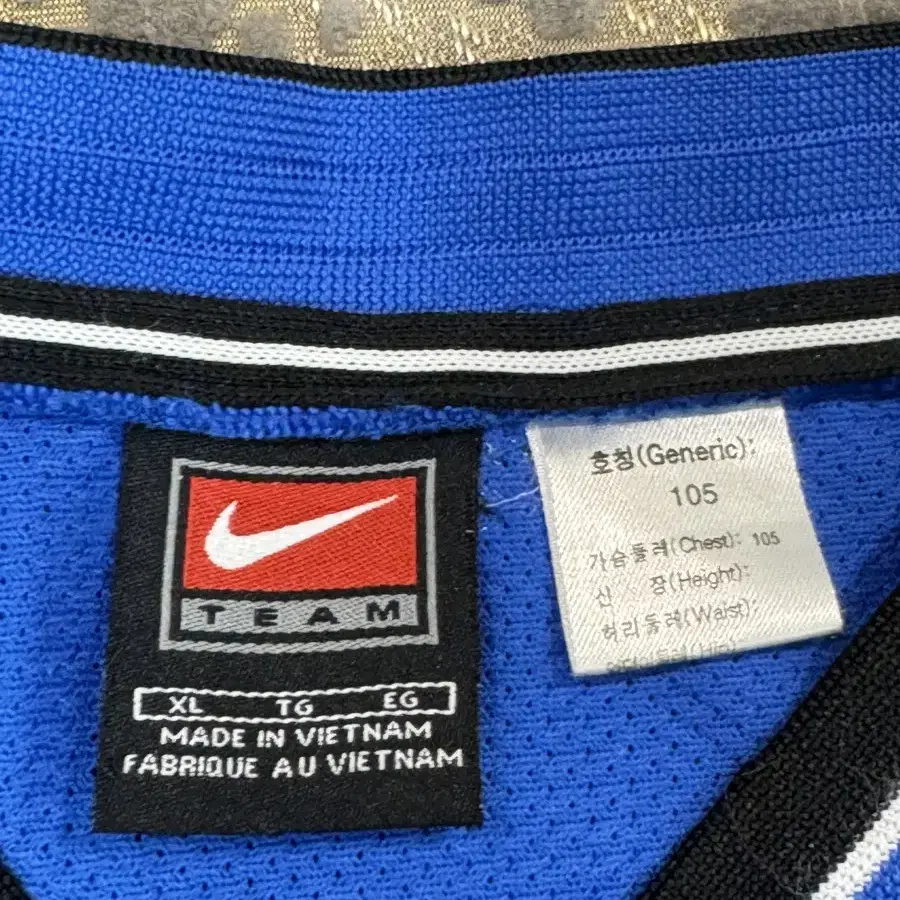 TEAM
XL TG EG
MADE IN VIETNAM
FABRIQUE AU VIETNAM
호칭(Generic):
105
가슴둘레(Chest): 105
신 장(Height):
허리둘레(Waist):